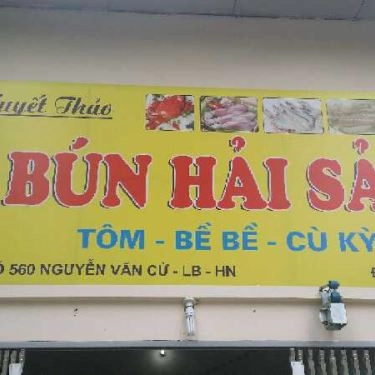 uyết Thảo
BÚN HẢI SẢ
TÔM - BỀ BỀ - CÙ KỲ
560 NGUYỄN VĂN CỪ - LB - HN